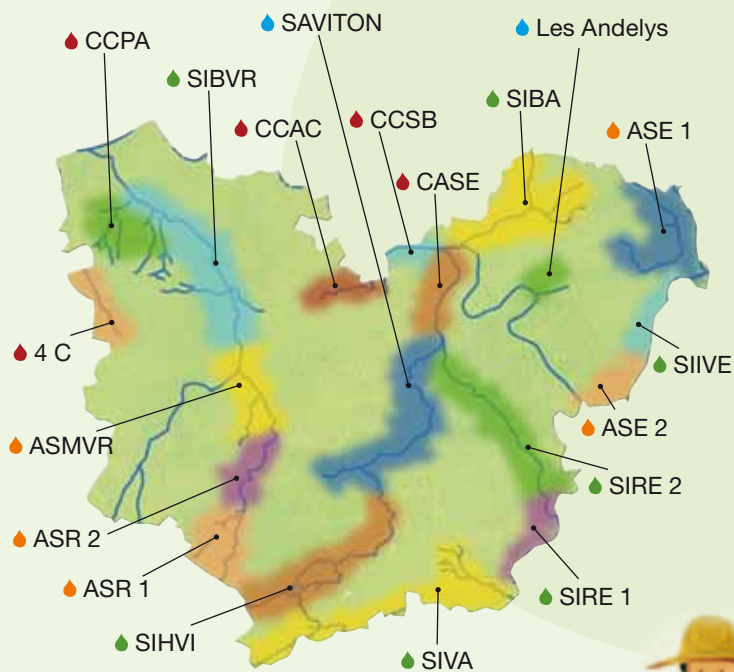 SAVITON
Les Andelys
CCPA
SIBVR
SIBA
CCAC
CCSB
ASE 1
CASE
4 C
SIIVE
ASE 2
ASMVR
SIRE 2
ASR 2
ASR 1
SIRE 1
SIHVI
SIVA